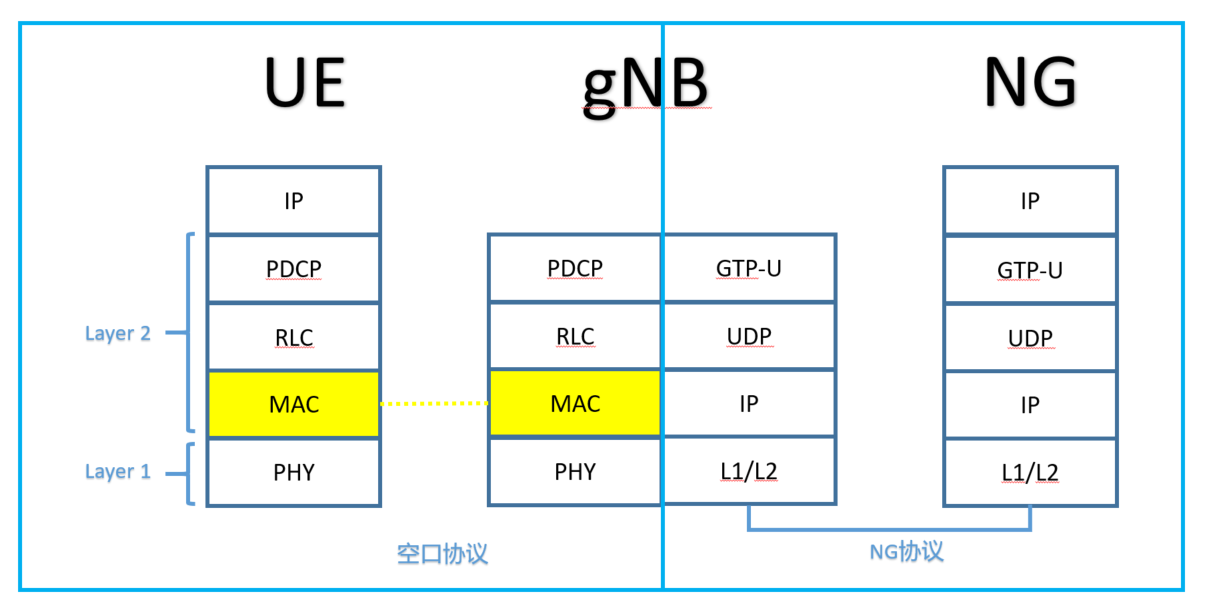 UE
gNB
NG
IP
IP
PDCP
PDCP
GTP-U
GTP-U
Layer 2
RLC
RLC
UDP
UDP
MAC
MAC
IP
IP
Layer 1
PHY
PHY
L1/L2
L1/L2
空口协议
NG协议